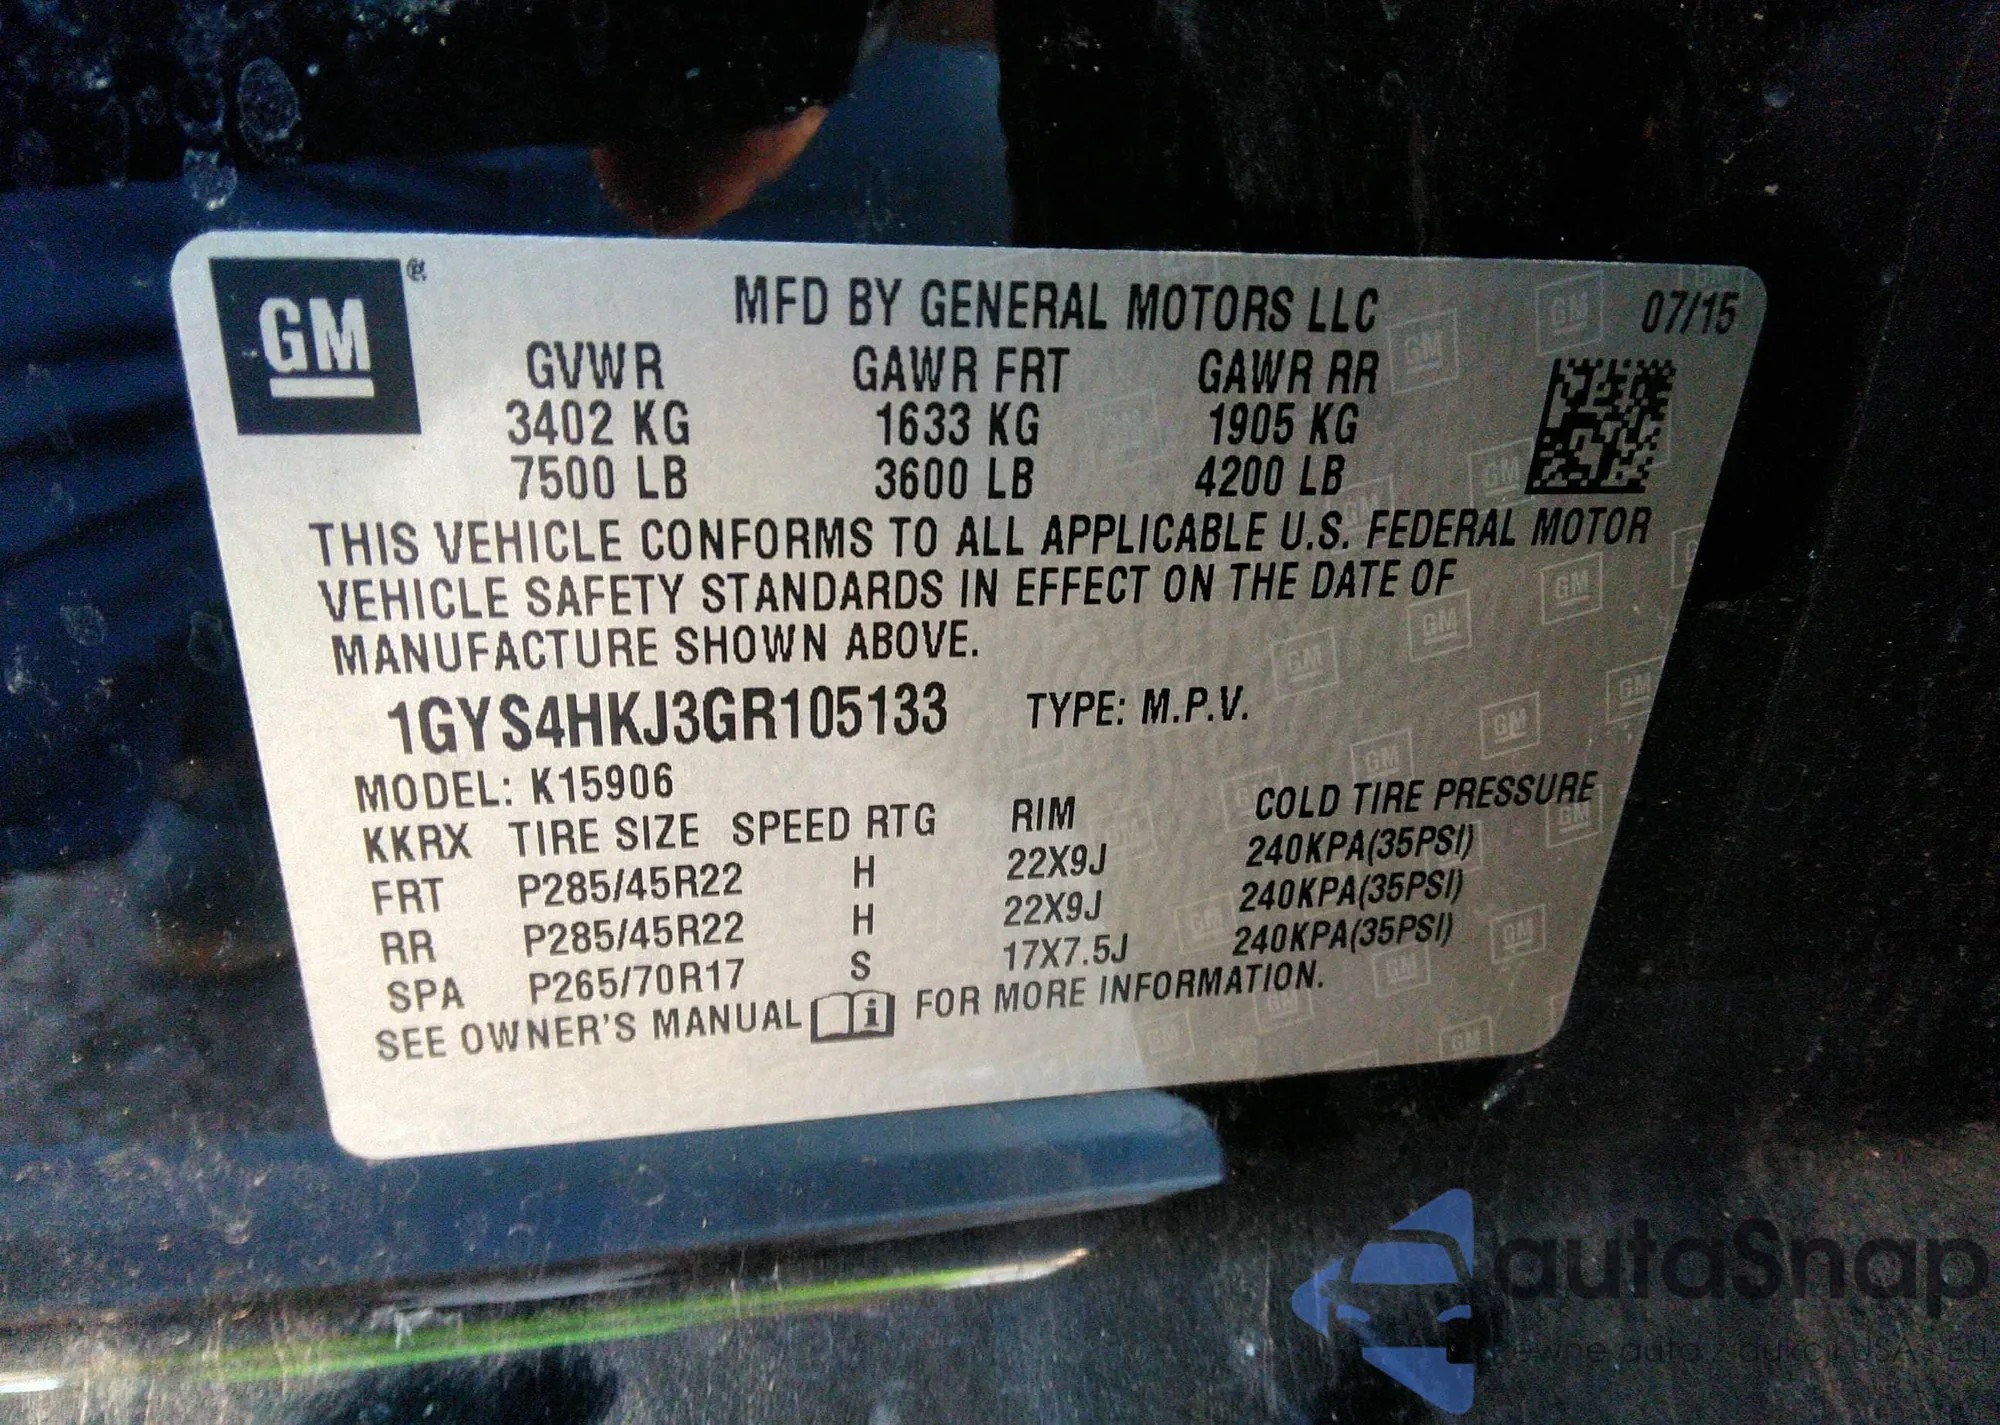 GM ®
MFD BY GENERAL MOTORS LLC 07/15
GVWR GAWR FRT GAWR RR
3402 KG 1633 KG 1905 KG
7500 LB 3600 LB 4200 LB
THIS VEHICLE CONFORMS TO ALL APPLICABLE U.S. FEDERAL MOTOR
VEHICLE SAFETY STANDARDS IN EFFECT ON THE DATE OF
MANUFACTURE SHOWN ABOVE.
1GYS4HKJ3GR105133 TYPE: M.P.V.
MODEL: K15906
KKRX TIRE SIZE SPEED RTG RIM COLD TIRE PRESSURE
FRT P285/45R22 H 22X9J 240KPA(35PSI)
RR P285/45R22 H 22X9J 240KPA(35PSI)
SPA P265/70R17 S 17X7.5J 240KPA(35PSI)
SEE OWNER'S MANUAL FOR MORE INFORMATION.
autaSnap
auta z aukcji USA